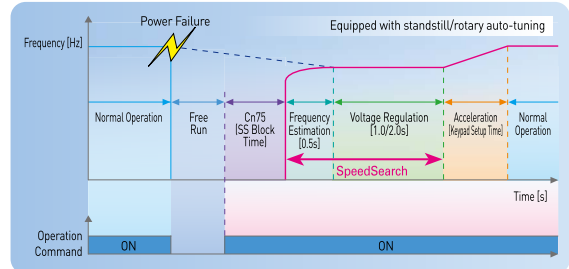 Power Failure
Equipped with standstill/rotary auto-tuning
Frequency [Hz]
Normal Operation
Free
Run
Cn75
[SS Block
Time]
Frequency
Estimation
[0.5s]
Voltage Regulation
[1.0/2.0s]
Acceleration
[Keypad Setup Time]
Normal
Operation
SpeedSearch
Time [s]
Operation
Command
ON
ON